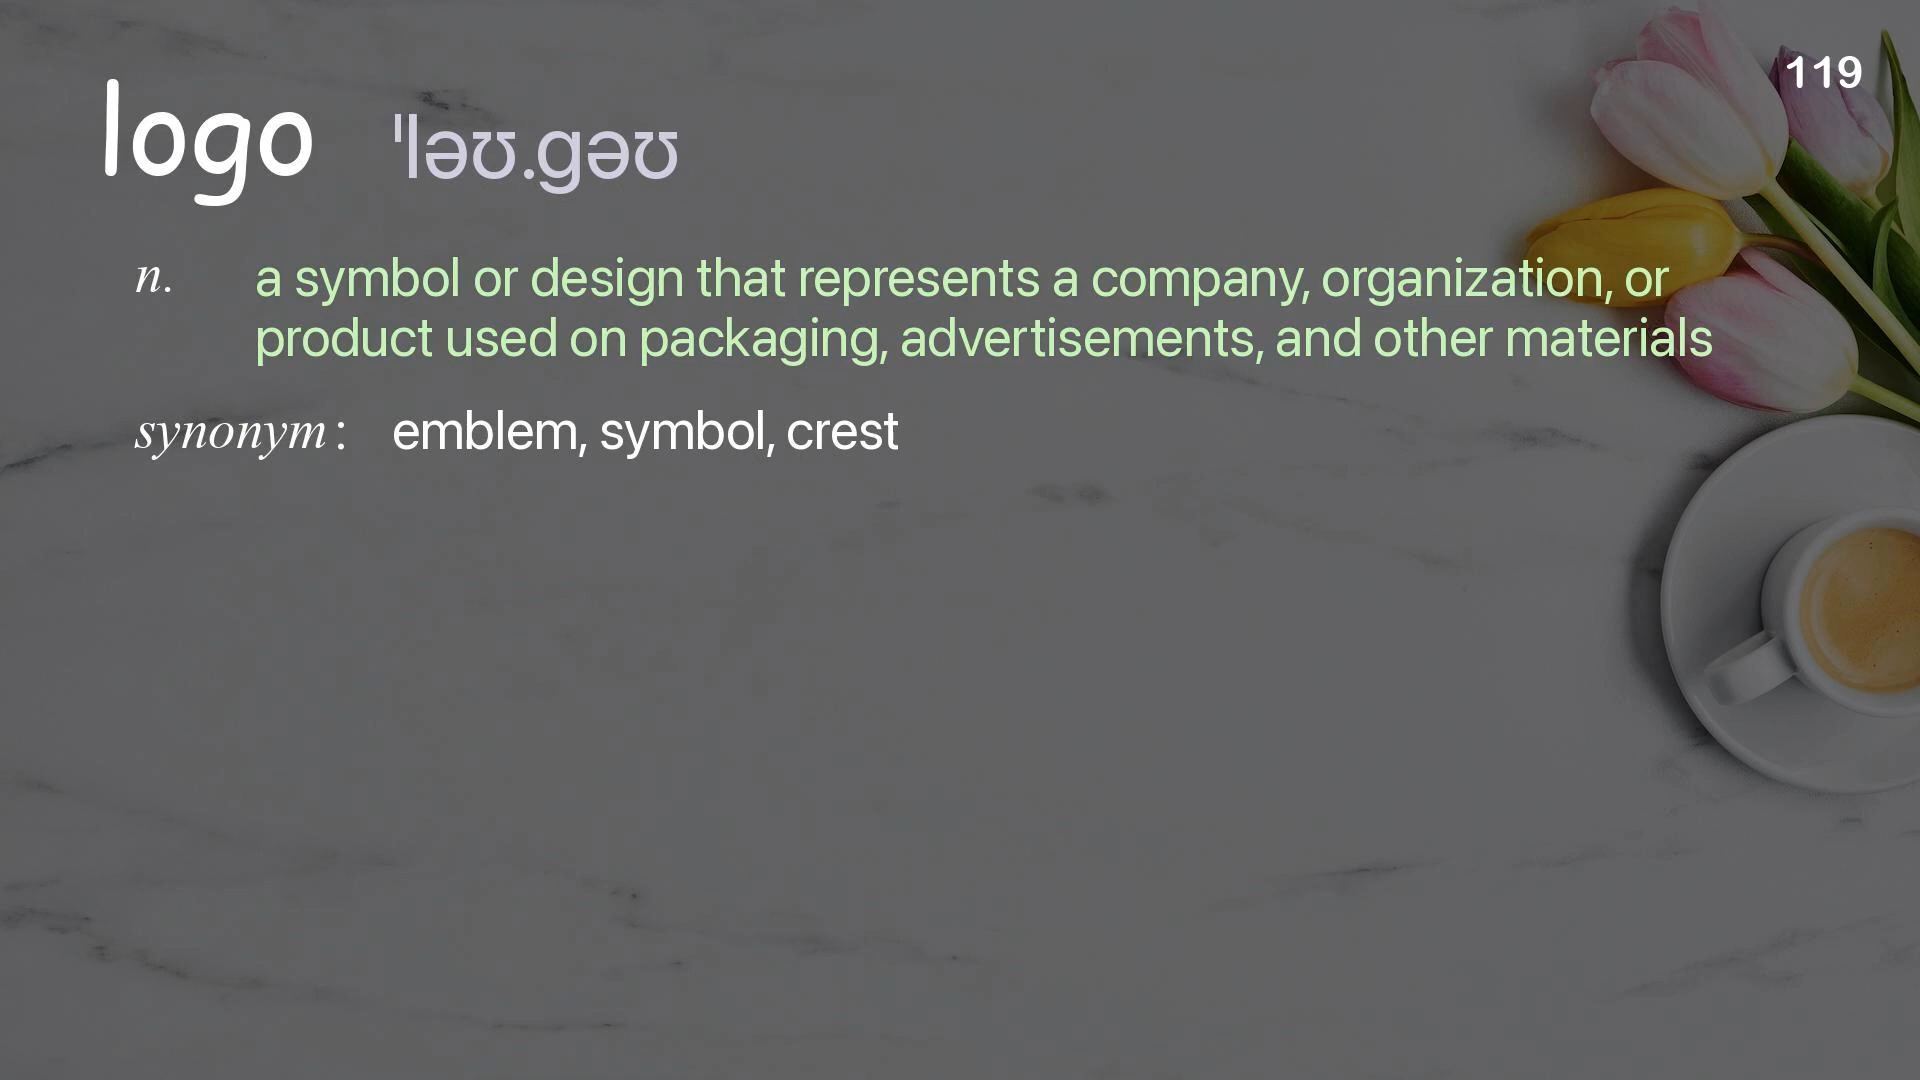 119
logo ˈləʊ.gəʊ
n. a symbol or design that represents a company, organization, or
product used on packaging, advertisements, and other materials
synonym: emblem, symbol, crest